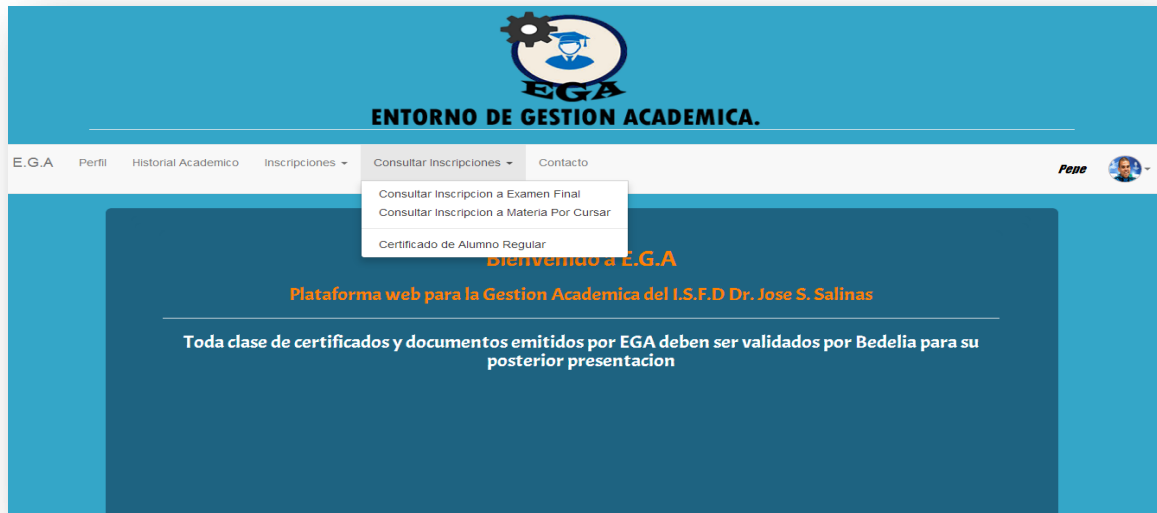 EGA
ENTORNO DE GESTION ACADEMICA.
E.G.A Perfil Historial Academico Inscripciones Consultar Inscripciones Contacto Pepe
Consultar Inscripcion a Examen Final
Consultar Inscripcion a Materia Por Cursar
Certificado de Alumno Regular
Bienvenido a E.G.A
Plataforma web para la Gestion Academica del I.S.F.D Dr. Jose S. Salinas
Toda clase de certificados y documentos emitidos por EGA deben ser validados por Bedelia para su
posterior presentacion